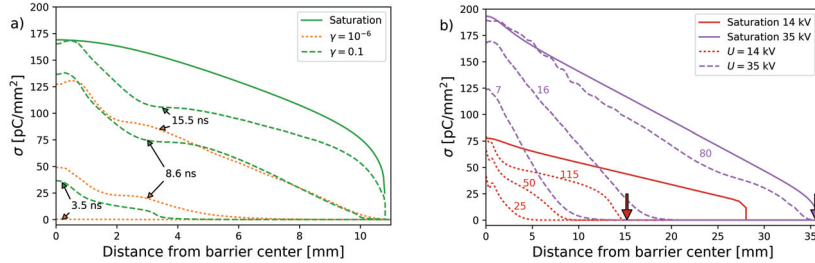 a)
σ [pC/mm²]
200
175
150
125
100
75
50
25
0
Saturation
γ = 10⁻⁶
γ = 0.1
15.5 ns
8.6 ns
3.5 ns
0 2 4 6 8 10
Distance from barrier center [mm]
b)
σ [pC/mm²]
200
175
150
125
100
75
50
25
0
Saturation 14 kV
Saturation 35 kV
U = 14 kV
U = 35 kV
7
16
80
115
50
25
0 5 10 15 20 25 30 35
Distance from barrier center [mm]